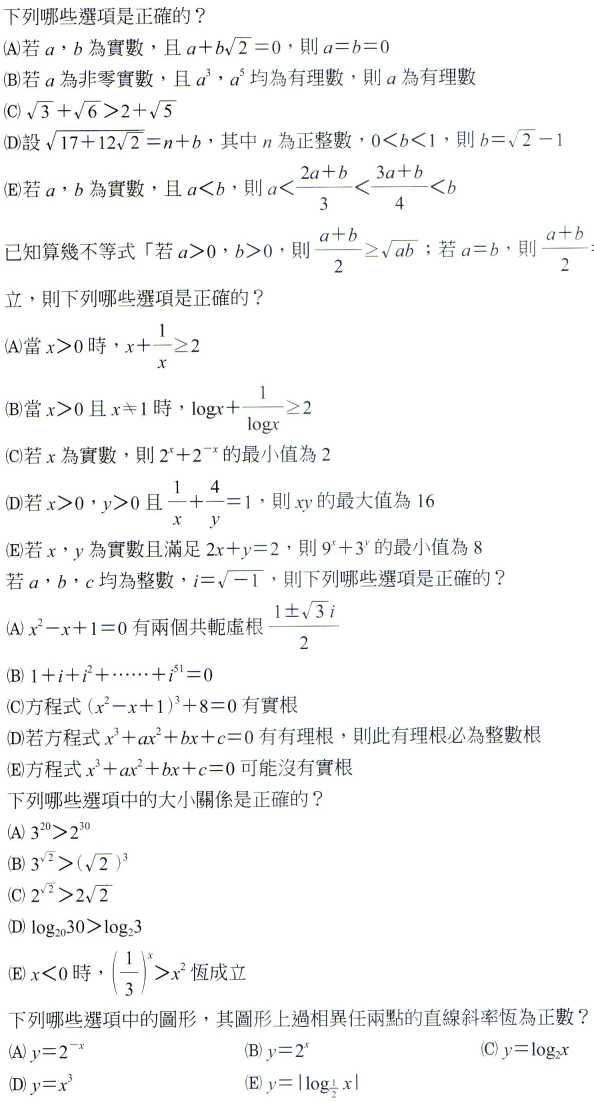 下列哪些選項是正確的？
(A)若 a，b 為實數，且 a+b√2=0，則 a=b=0
(B)若 a 為非零實數，且 a³，a⁵ 均為有理數，則 a 為有理數
(C) √3+√6>2+√5
(D)設 √(17+12√2)=n+b，其中 n 為正整數，0<b<1，則 b=√2−1
(E)若 a，b 為實數，且 a<b，則 a<(2a+b)/3<(3a+b)/4<b
已知算幾不等式「若 a>0，b>0，則 (a+b)/2≥√ab；若 a=b，則 (a+b)/2=
立，則下列哪些選項是正確的？
(A)當 x>0 時，x+1/x≥2
(B)當 x>0 且 x≠1 時，logx+1/logx≥2
(C)若 x 為實數，則 2ˣ+2⁻ˣ 的最小值為 2
(D)若 x>0，y>0 且 1/x+4/y=1，則 xy 的最大值為 16
(E)若 x，y 為實數且滿足 2x+y=2，則 9ˣ+3ʸ 的最小值為 8
若 a，b，c 均為整數，i=√−1，則下列哪些選項是正確的？
(A) x²−x+1=0 有兩個共軛虛根 (1±√3i)/2
(B) 1+i+i²+……+i⁵¹=0
(C)方程式 (x²−x+1)³+8=0 有實根
(D)若方程式 x³+ax²+bx+c=0 有有理根，則此有理根必為整數根
(E)方程式 x³+ax²+bx+c=0 可能沒有實根
下列哪些選項中的大小關係是正確的？
(A) 3²⁰>2³⁰
(B) 3^√2>(√2)³
(C) 2^√2>2√2
(D) log₂₀30>log₂3
(E) x<0 時，(1/3)ˣ>x² 恆成立
下列哪些選項中的圖形，其圖形上過相異任兩點的直線斜率恆為正數？
(A) y=2⁻ˣ (B) y=2ˣ (C) y=log₂x
(D) y=x³ (E) y=|log_{1/2} x|